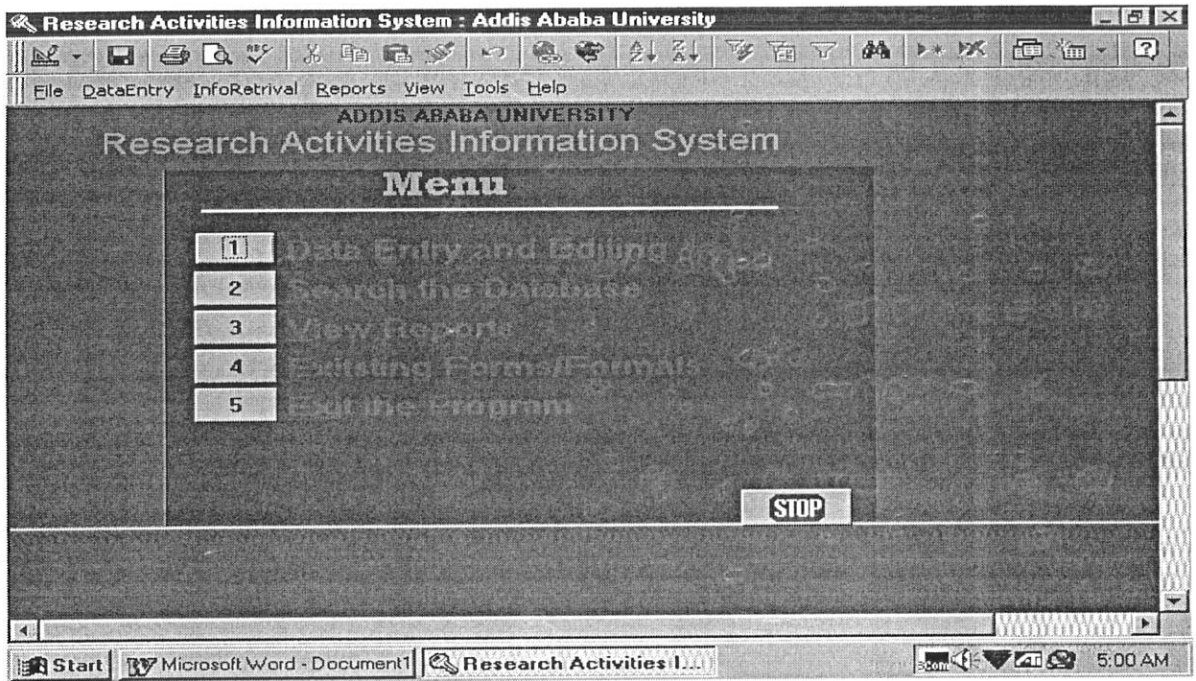 Research Activities Information System : Addis Ababa University
ABC
File DataEntry InfoRetrival Reports View Tools Help
ADDIS ABABA UNIVERSITY
Research Activities Information System
Menu
1 Data Entry and Editing
2 Search the Database
3 View Reports
4 Exitsting Forms/Formats
5 Exit the Program
STOP
Start Microsoft Word - Document1 Research Activities I... 5:00 AM